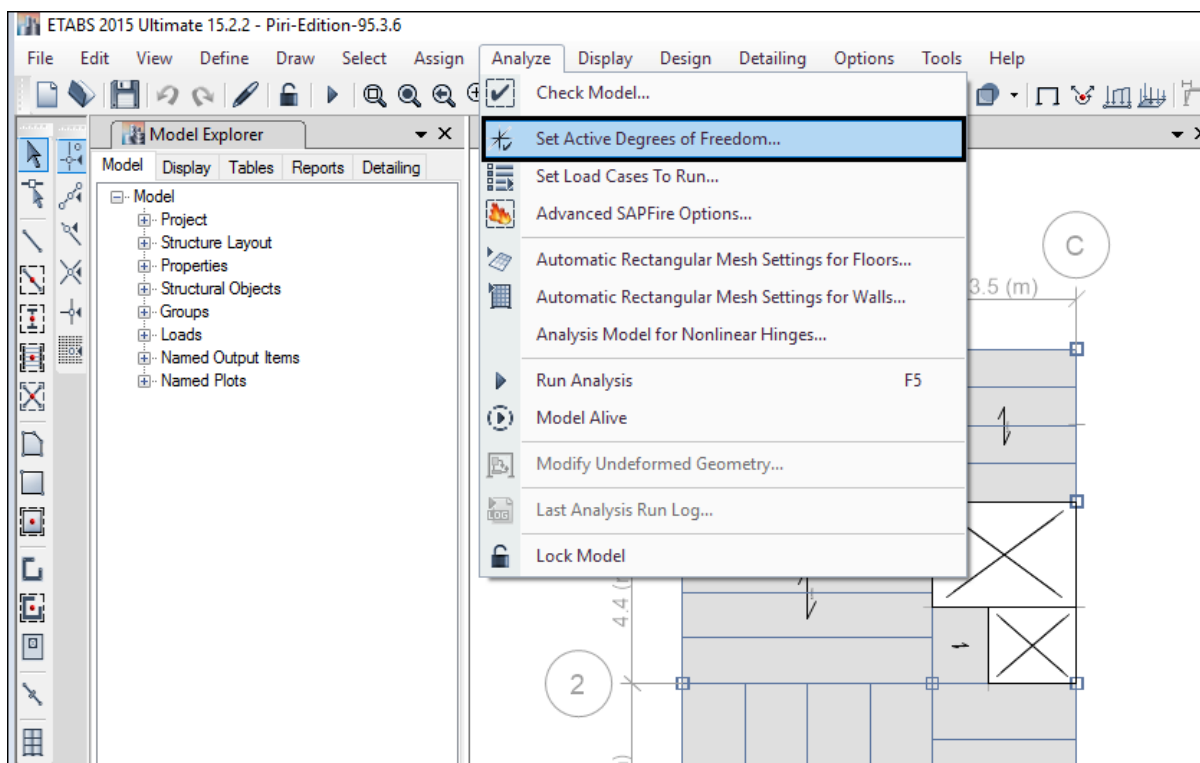 ETABS 2015 Ultimate 15.2.2 - Piri-Edition-95.3.6
File Edit View Define Draw Select Assign Analyze Display Design Detailing Options Tools Help
Model Explorer
Model Display Tables Reports Detailing
Model
Project
Structure Layout
Properties
Structural Objects
Groups
Loads
Named Output Items
Named Plots
Check Model...
Set Active Degrees of Freedom...
Set Load Cases To Run...
Advanced SAPFire Options...
Automatic Rectangular Mesh Settings for Floors...
Automatic Rectangular Mesh Settings for Walls...
Analysis Model for Nonlinear Hinges...
Run Analysis F5
Model Alive
Modify Undeformed Geometry...
LOG Last Analysis Run Log...
Lock Model
C
3.5 (m)
4.4
2